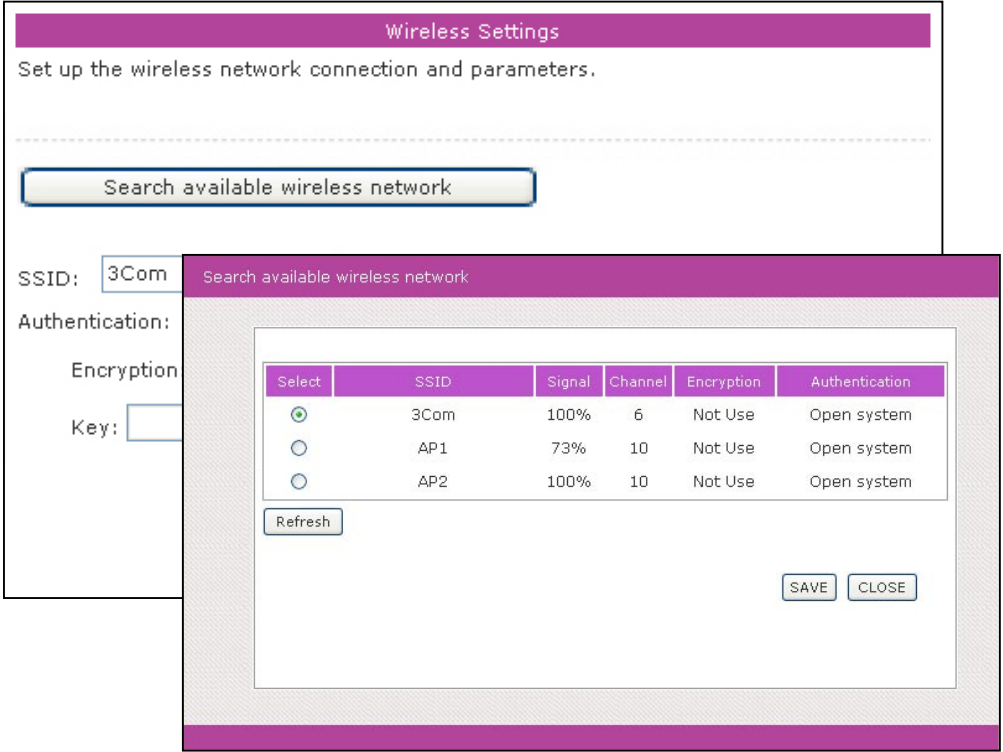 Wireless Settings
Set up the wireless network connection and parameters.
Search available wireless network
SSID: 3Com
Authentication:
Encryption
Key:
Search available wireless network
Select SSID Signal Channel Encryption Authentication
3Com 100% 6 Not Use Open system
AP1 73% 10 Not Use Open system
AP2 100% 10 Not Use Open system
Refresh
SAVE CLOSE